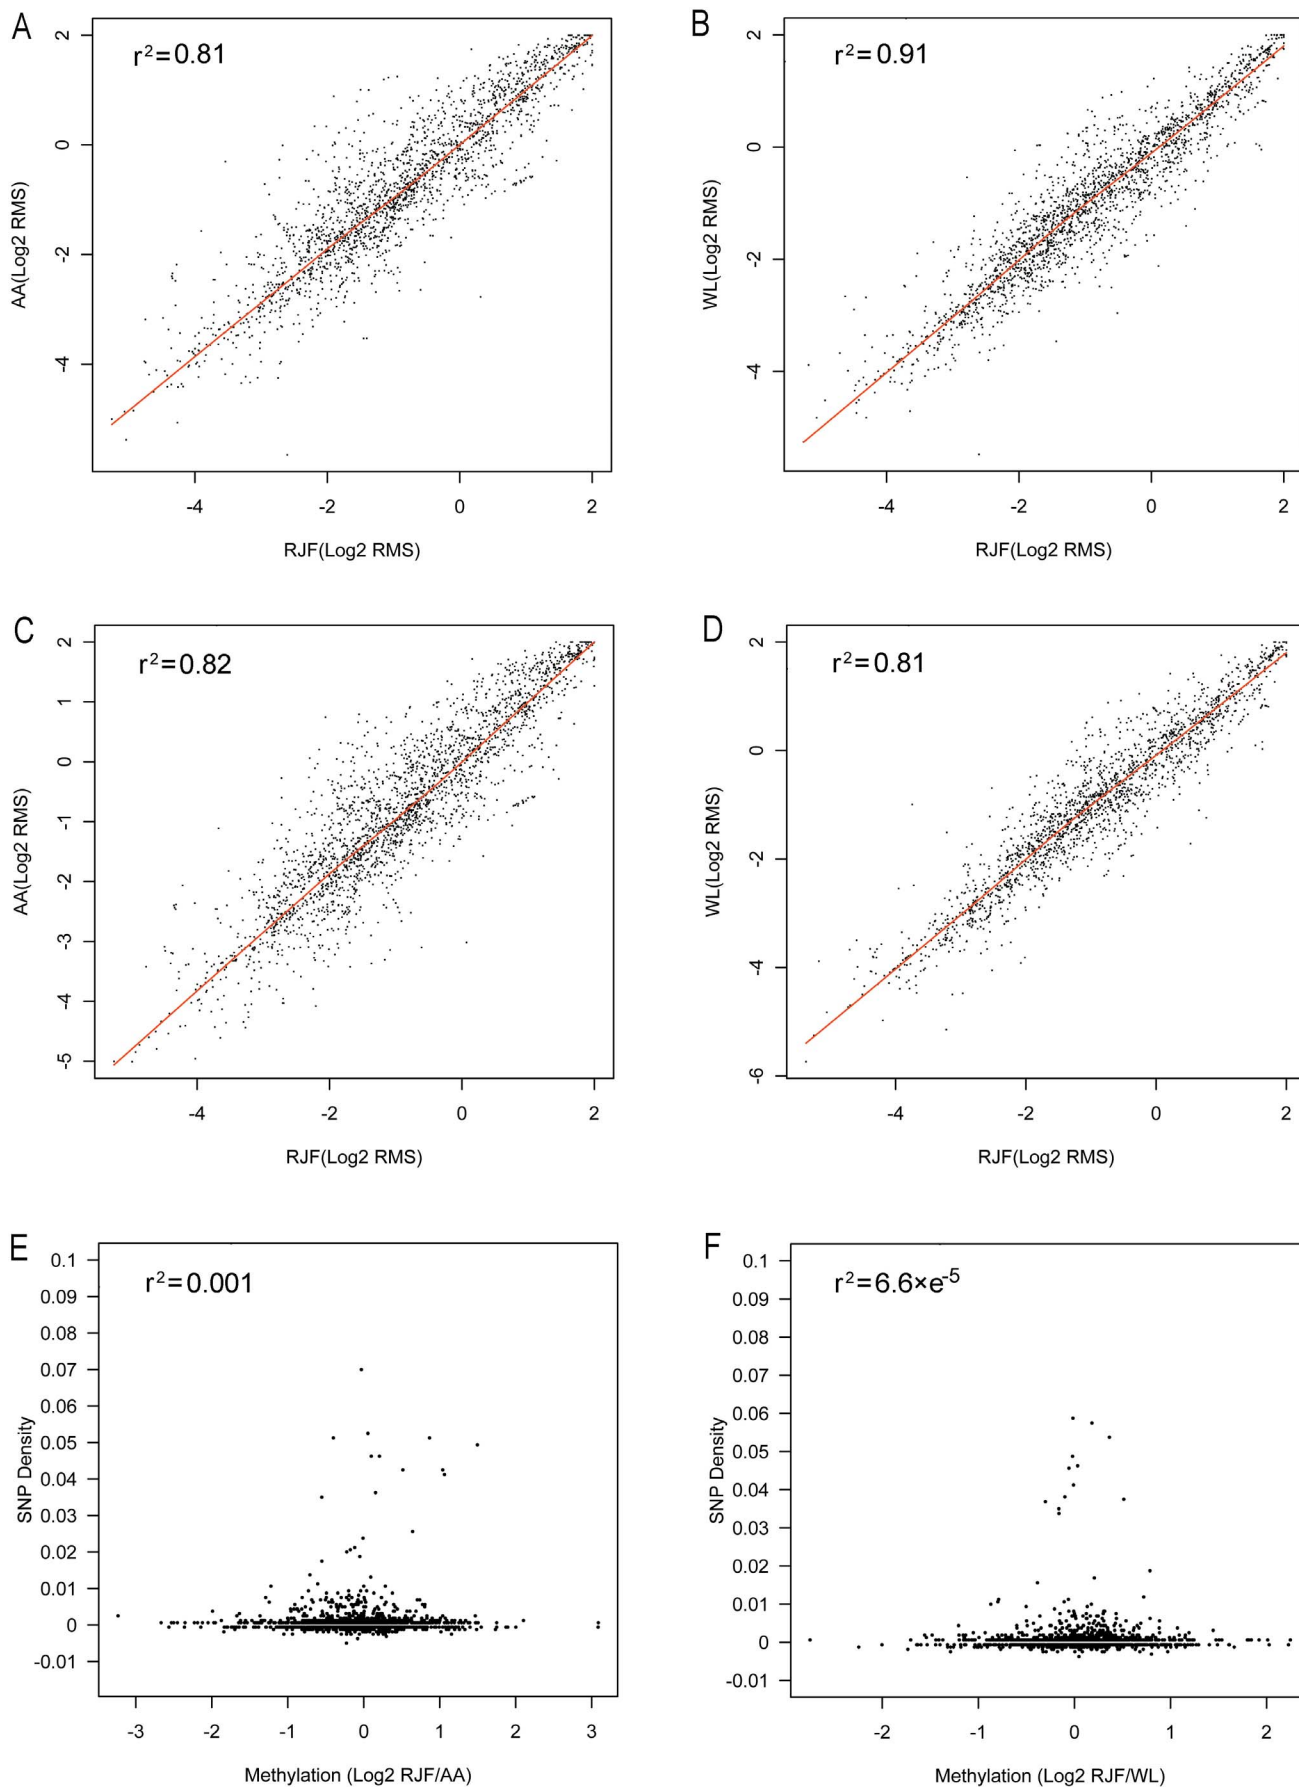 A
r²=0.81
2
0
-2
-4
AA(Log2 RMS)
-4 -2 0 2
RJF(Log2 RMS)
B
r²=0.91
2
0
-2
-4
WL(Log2 RMS)
-4 -2 0 2
RJF(Log2 RMS)
C
r²=0.82
2
1
0
-1
-2
-3
-4
-5
AA(Log2 RMS)
-4 -2 0 2
RJF(Log2 RMS)
D
r²=0.81
2
0
-2
-4
-6
WL(Log2 RMS)
-4 -2 0 2
RJF(Log2 RMS)
E
r²=0.001
0.1
0.09
0.08
0.07
0.06
0.05
0.04
0.03
0.02
0.01
0
-0.01
SNP Density
-3 -2 -1 0 1 2 3
Methylation (Log2 RJF/AA)
F
r²=6.6×e⁻⁵
0.1
0.09
0.08
0.07
0.06
0.05
0.04
0.03
0.02
0.01
0
-0.01
SNP Density
-2 -1 0 1 2
Methylation (Log2 RJF/WL)